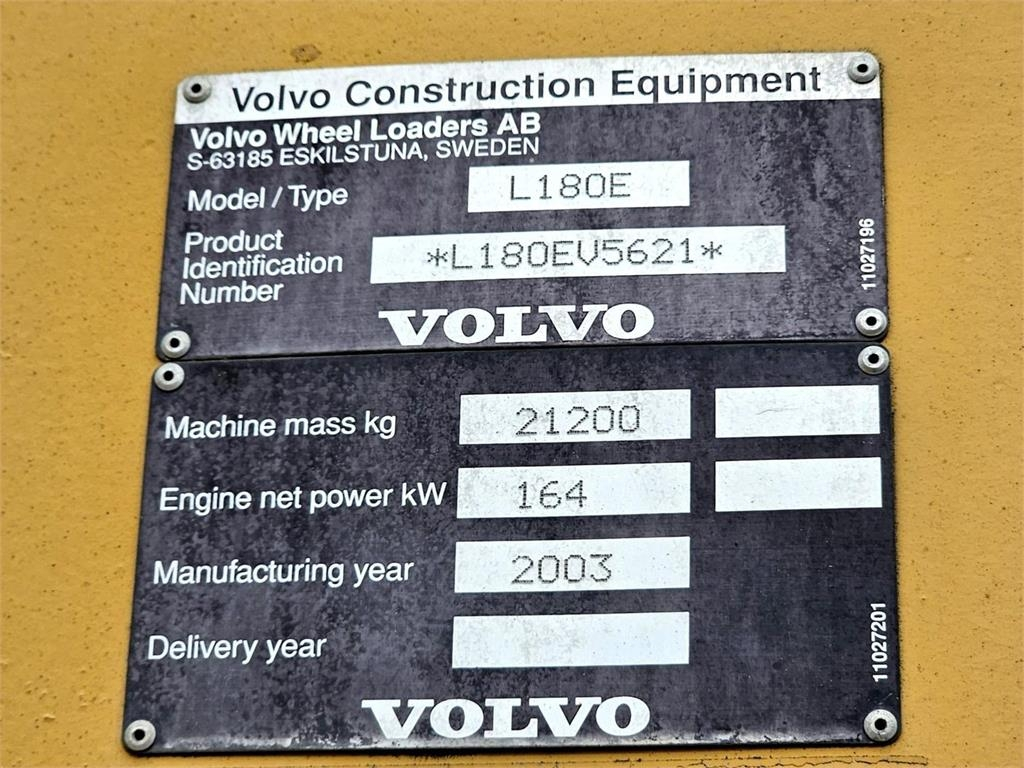 Volvo Construction Equipment
Volvo Wheel Loaders AB
S-63185 ESKILSTUNA, SWEDEN
Model / Type L180E
Product
Identification
Number
*L180EV5621*
11027196
VOLVO
Machine mass kg 21200
Engine net power kW 164
Manufacturing year 2003
Delivery year
11027201
VOLVO